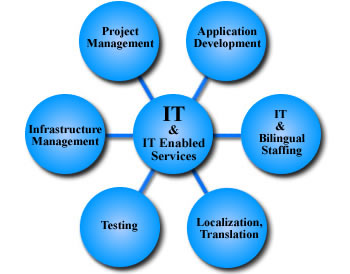 Project
Management
Application
Development
Infrastructure
Management
IT
&
IT Enabled
Services
IT
&
Bilingual
Staffing
Testing
Localization,
Translation